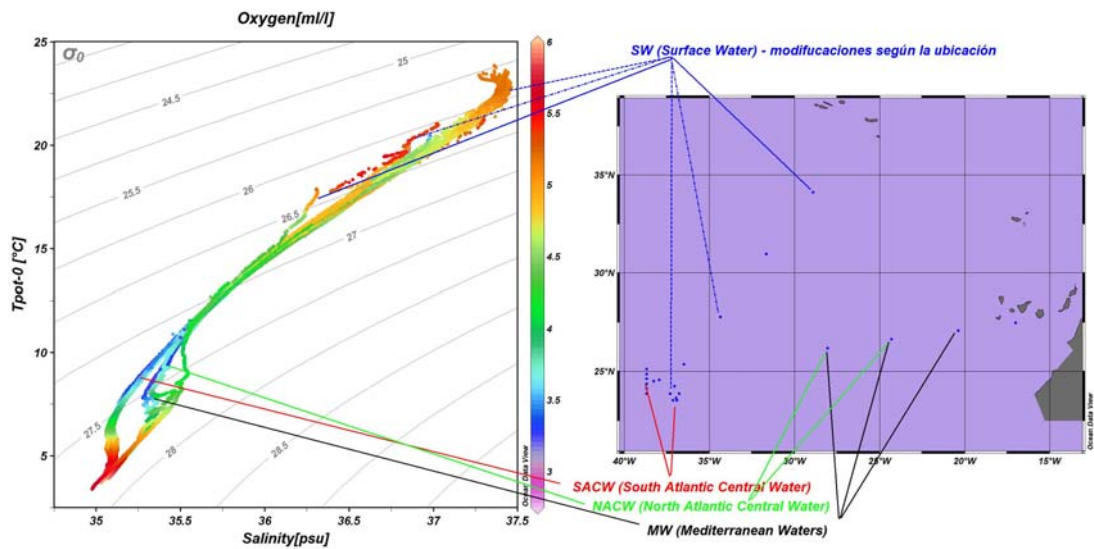 Oxygen[ml/l]
σ0
25
20
15
10
5
Tpot-0 [°C]
24.5
25
25.5
26
26.5
27
27.5
28
28.5
35
35.5
36
36.5
37
37.5
Salinity[psu]
6
5.5
5
4.5
4
3.5
3
Ocean Data View
SW (Surface Water) - modifucaciones según la ubicación
35°N
30°N
25°N
40°W
35°W
30°W
25°W
20°W
15°W
Ocean Data View
SACW (South Atlantic Central Water)
NACW (North Atlantic Central Water)
MW (Mediterranean Waters)